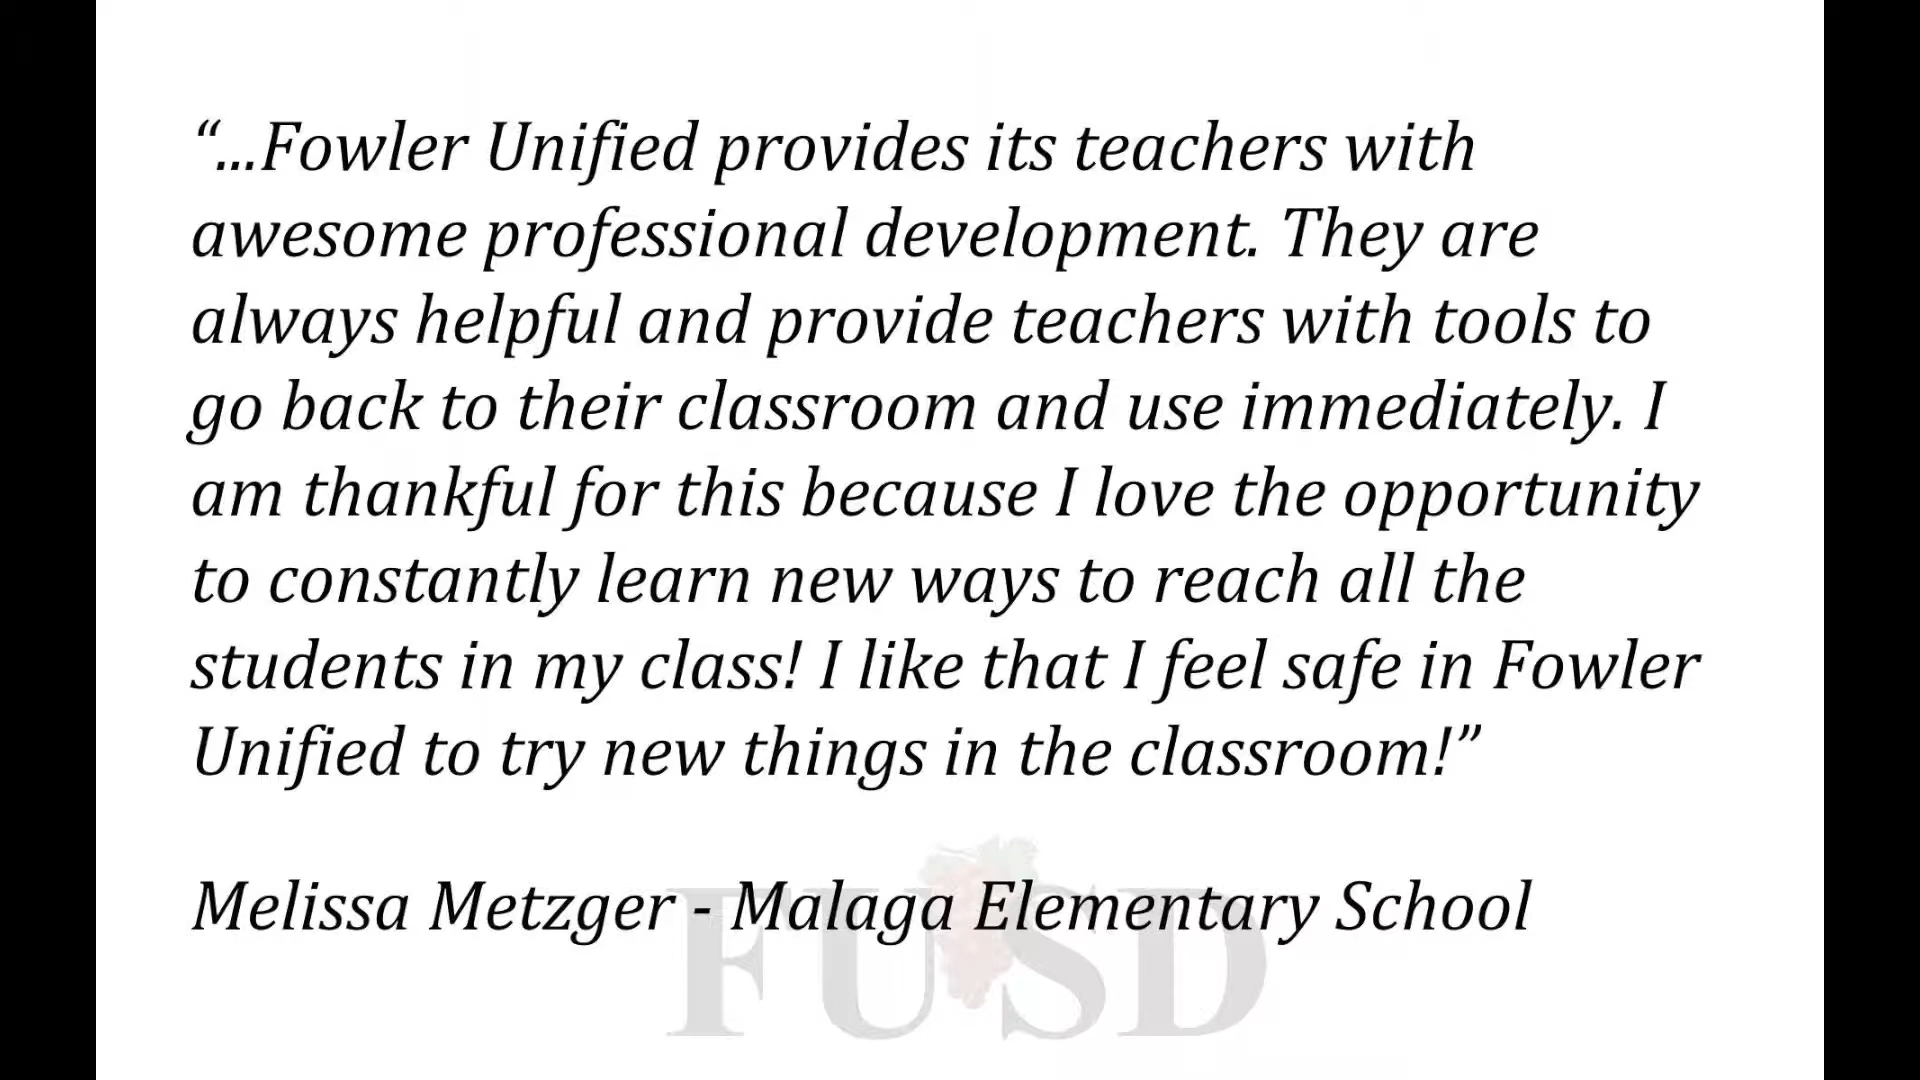 “...Fowler Unified provides its teachers with
awesome professional development. They are
always helpful and provide teachers with tools to
go back to their classroom and use immediately. I
am thankful for this because I love the opportunity
to constantly learn new ways to reach all the
students in my class! I like that I feel safe in Fowler
Unified to try new things in the classroom!”
Melissa Metzger - Malaga Elementary School
FUSD